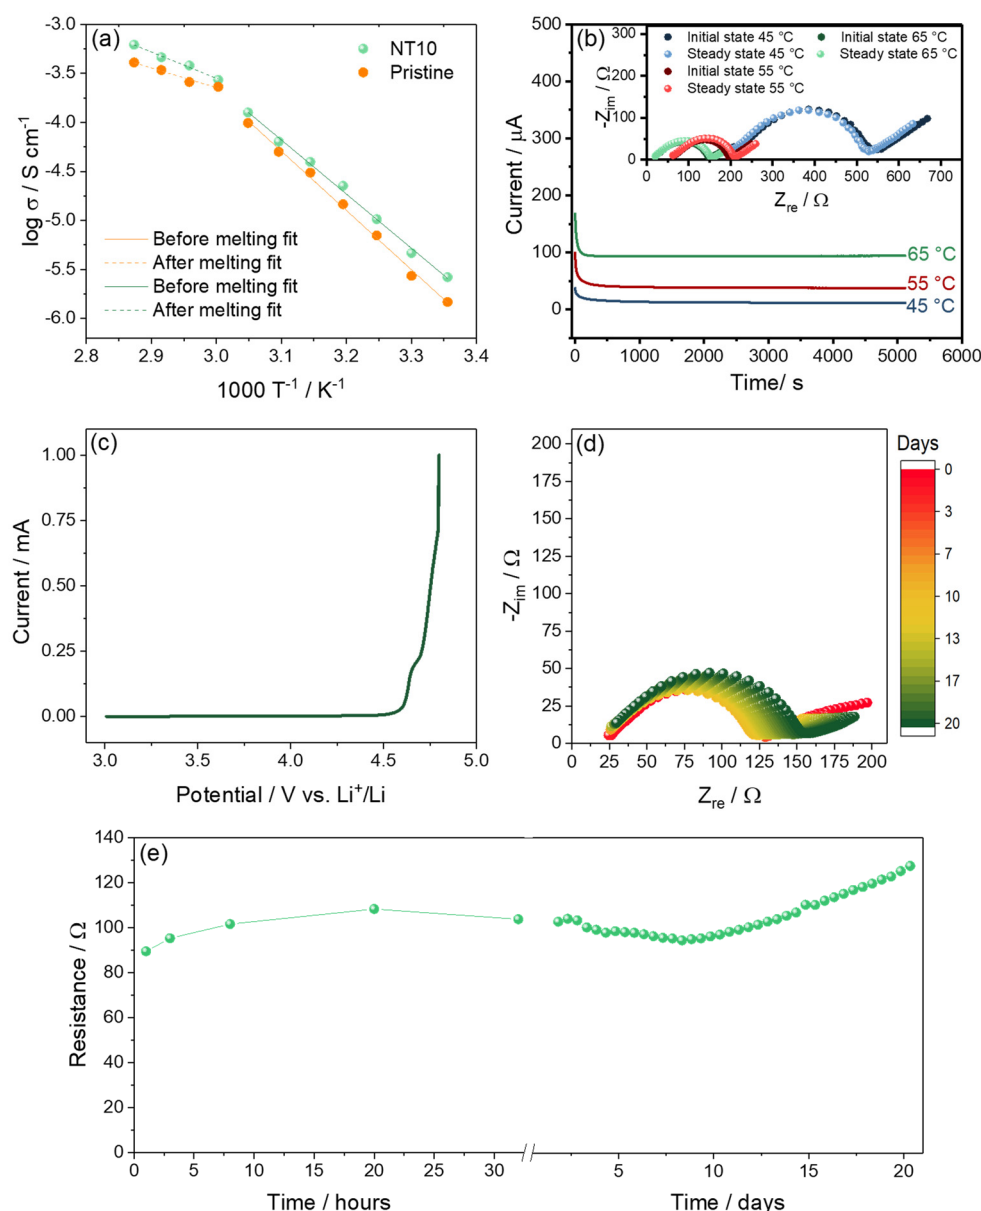 (a)
NT10
Pristine
Before melting fit
After melting fit
Before melting fit
After melting fit
-3.0
-3.5
-4.0
-4.5
-5.0
-5.5
-6.0
log σ / S cm⁻¹
2.8 2.9 3.0 3.1 3.2 3.3 3.4
1000 T⁻¹ / K⁻¹
(b)
500
400
300
200
100
0
Current / μA
0 1000 2000 3000 4000 5000 6000
Time/ s
65 °C
55 °C
45 °C
Initial state 45 °C
Steady state 45 °C
Initial state 55 °C
Steady state 55 °C
Initial state 65 °C
Steady state 65 °C
300
200
100
0
-Z_im / Ω
0 100 200 300 400 500 600 700
Z_re / Ω
(c)
1.00
0.75
0.50
0.25
0.00
Current / mA
3.0 3.5 4.0 4.5 5.0
Potential / V vs. Li⁺/Li
(d)
200
175
150
125
100
75
50
25
0
-Z_im / Ω
0 25 50 75 100 125 150 175 200
Z_re / Ω
Days
0
3
7
10
13
17
20
(e)
140
120
100
80
60
40
20
0
Resistance / Ω
0 5 10 15 20 25 30 5 10 15 20
Time / hours
Time / days